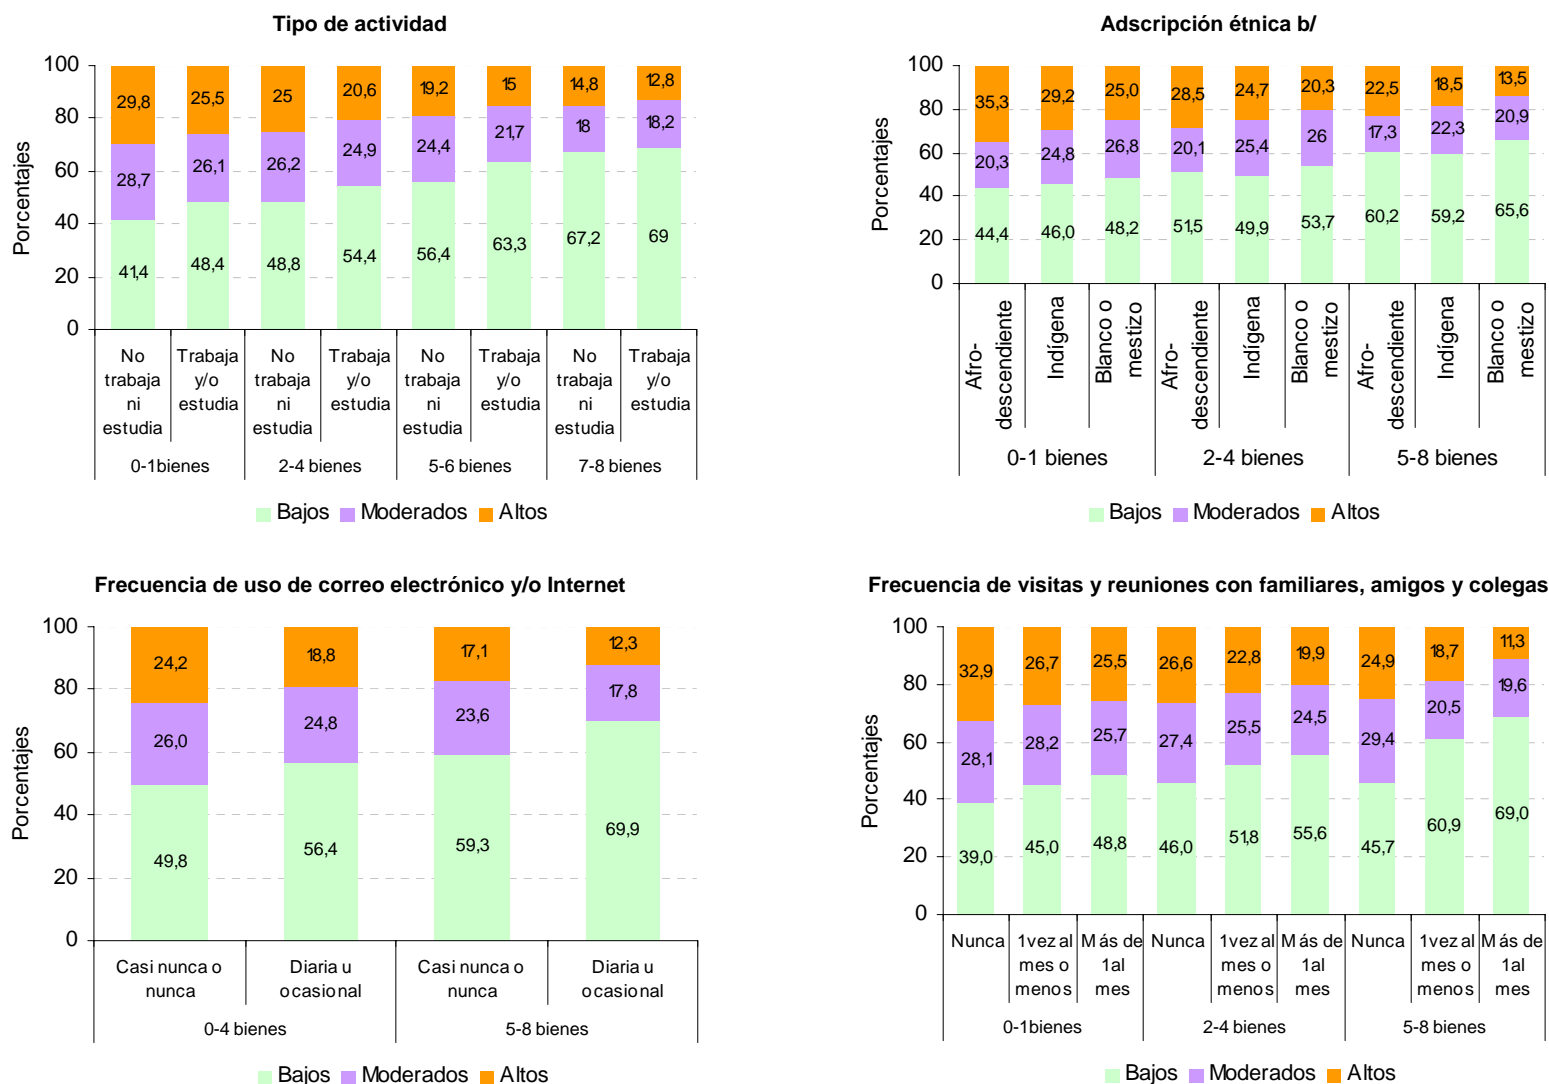 Tipo de actividad
100
80
60
40
20
0
Porcentajes
29,8
25,5
25
20,6
19,2
15
14,8
12,8
28,7
26,1
26,2
24,9
24,4
21,7
18
18,2
41,4
48,4
48,8
54,4
56,4
63,3
67,2
69
No trabaja ni estudia
Trabaja y/o estudia
No trabaja ni estudia
Trabaja y/o estudia
No trabaja ni estudia
Trabaja y/o estudia
No trabaja ni estudia
Trabaja y/o estudia
0-1bienes
2-4 bienes
5-6 bienes
7-8 bienes
Bajos Moderados Altos
Adscripción étnica b/
100
80
60
40
20
0
Porcentajes
35,3
29,2
25,0
28,5
24,7
20,3
22,5
18,5
13,5
20,3
24,8
26,8
20,1
25,4
26
17,3
22,3
20,9
44,4
46,0
48,2
51,5
49,9
53,7
60,2
59,2
65,6
Afro-descendiente
Indígena
Blanco o mestizo
Afro-descendiente
Indígena
Blanco o mestizo
Afro-descendiente
Indígena
Blanco o mestizo
0-1 bienes
2-4 bienes
5-8 bienes
Bajos Moderados Altos
Frecuencia de uso de correo electrónico y/o Internet
100
80
60
40
20
0
Porcentajes
24,2
18,8
17,1
12,3
26,0
24,8
23,6
17,8
49,8
56,4
59,3
69,9
Casi nunca o nunca
Diaria u ocasional
Casi nunca o nunca
Diaria u ocasional
0-4 bienes
5-8 bienes
Bajos Moderados Altos
Frecuencia de visitas y reuniones con familiares, amigos y colegas
100
80
60
40
20
0
Porcentajes
32,9
26,7
25,5
26,6
22,8
19,9
24,9
18,7
11,3
28,1
28,2
25,7
27,4
25,5
24,5
29,4
20,5
19,6
39,0
45,0
48,8
46,0
51,8
55,6
45,7
60,9
69,0
Nunca
1 vez al mes o menos
Más de 1 al mes
Nunca
1 vez al mes o menos
Más de 1 al mes
Nunca
1 vez al mes o menos
Más de 1 al mes
0-1bienes
2-4 bienes
5-8 bienes
Bajos Moderados Altos